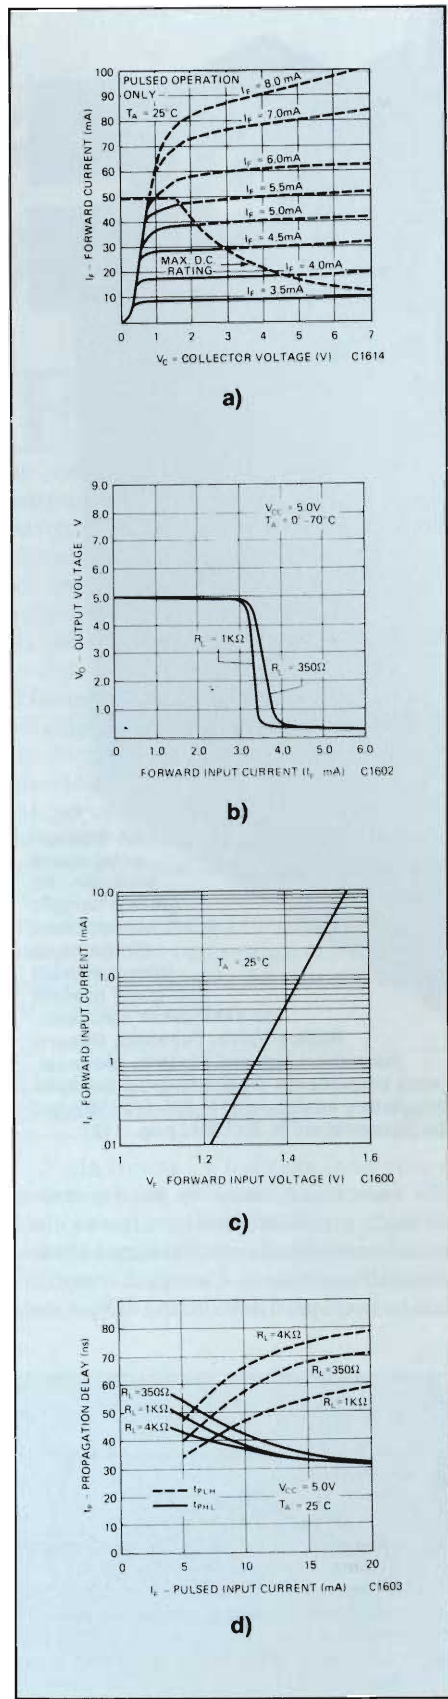 100
90
80
70
60
50
40
30
20
10
PULSED OPERATION
ONLY
T_A = 25°C
I_F = 8.0 mA
I_F = 7.0mA
I_F = 6.0mA
I_F = 5.5mA
I_F = 5.0mA
I_F = 4.5mA
I_F = 4.0mA
I_F = 3.5mA
MAX. D.C.
RATING
I_F - FORWARD CURRENT (mA)
0 1 2 3 4 5 6 7
V_C = COLLECTOR VOLTAGE (V) C1614
a)
9.0
8.0
7.0
6.0
5.0
4.0
3.0
2.0
1.0
V_CC = 5.0V
T_A = 0°-70°C
R_L = 1KΩ
R_L = 350Ω
V_O - OUTPUT VOLTAGE - V
.0 1.0 2.0 3.0 4.0 5.0 6.0
FORWARD INPUT CURRENT (I_F mA) C1602
b)
10.0
1.0
.1
.01
T_A = 25°C
I_F FORWARD INPUT CURRENT (mA)
1 1.2 1.4 1.6
V_F FORWARD INPUT VOLTAGE (V) C1600
c)
80
70
60
50
40
30
20
10
0
R_L=4KΩ
R_L=350Ω
R_L=1KΩ
R_L=350Ω
R_L=1KΩ
R_L=4KΩ
t_PLH
t_PHL
V_CC = 5.0V
T_A = 25°C
t_P - PROPAGATION DELAY (ns)
0 5 10 15 20
I_F - PULSED INPUT CURRENT (mA) C1603
d)